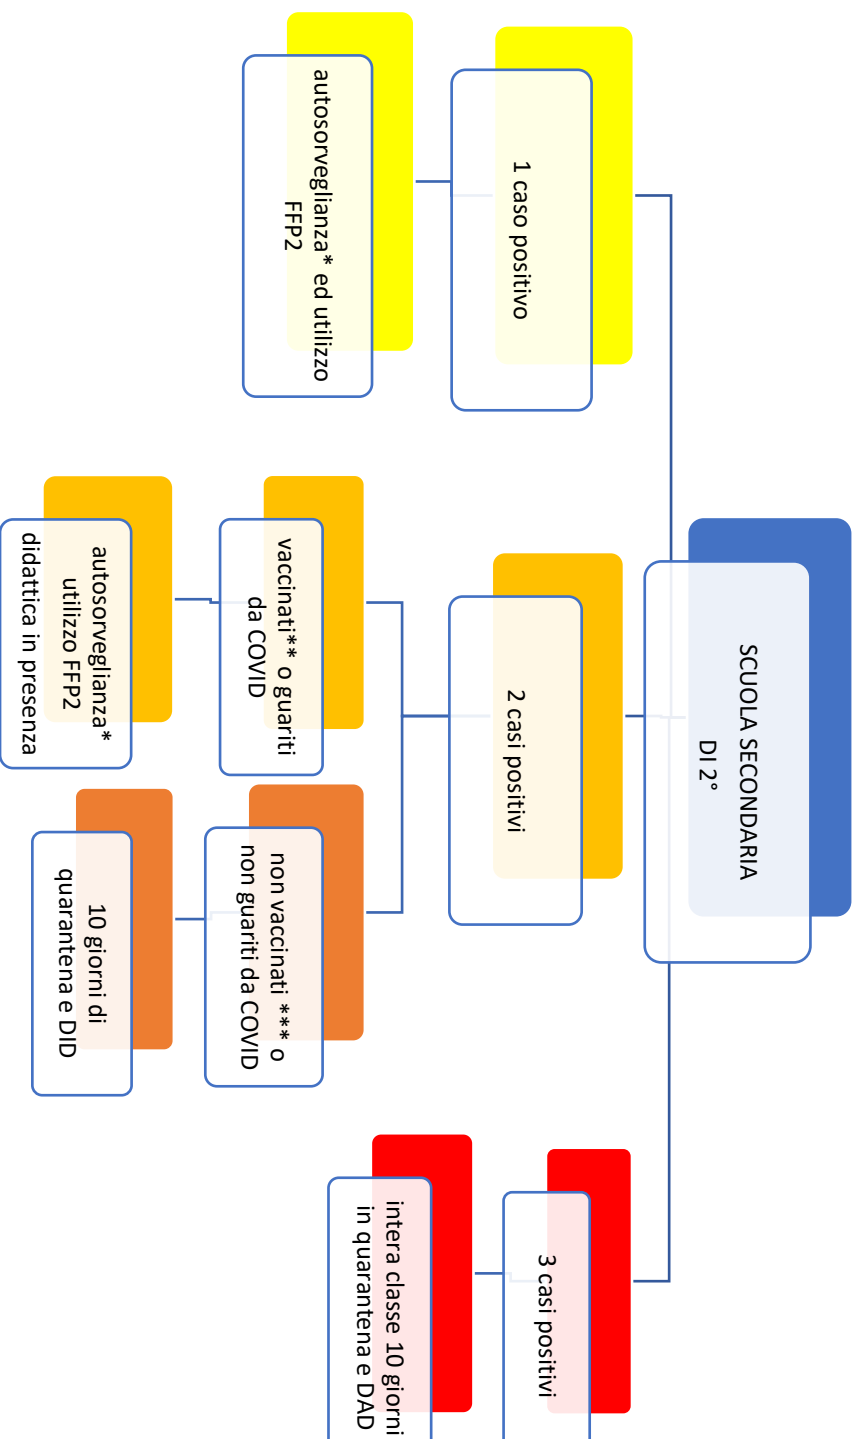 SCUOLA SECONDARIA
DI 2°
1 caso positivo
autosorveglianza* ed utilizzo
FFP2
2 casi positivi
vaccinati** o guariti
da COVID
autosorveglianza*
utilizzo FFP2
didattica in presenza
non vaccinati *** o
non guariti da COVID
10 giorni di
quarantena e DID
3 casi positivi
intera classe 10 giorni
in quarantena e DAD